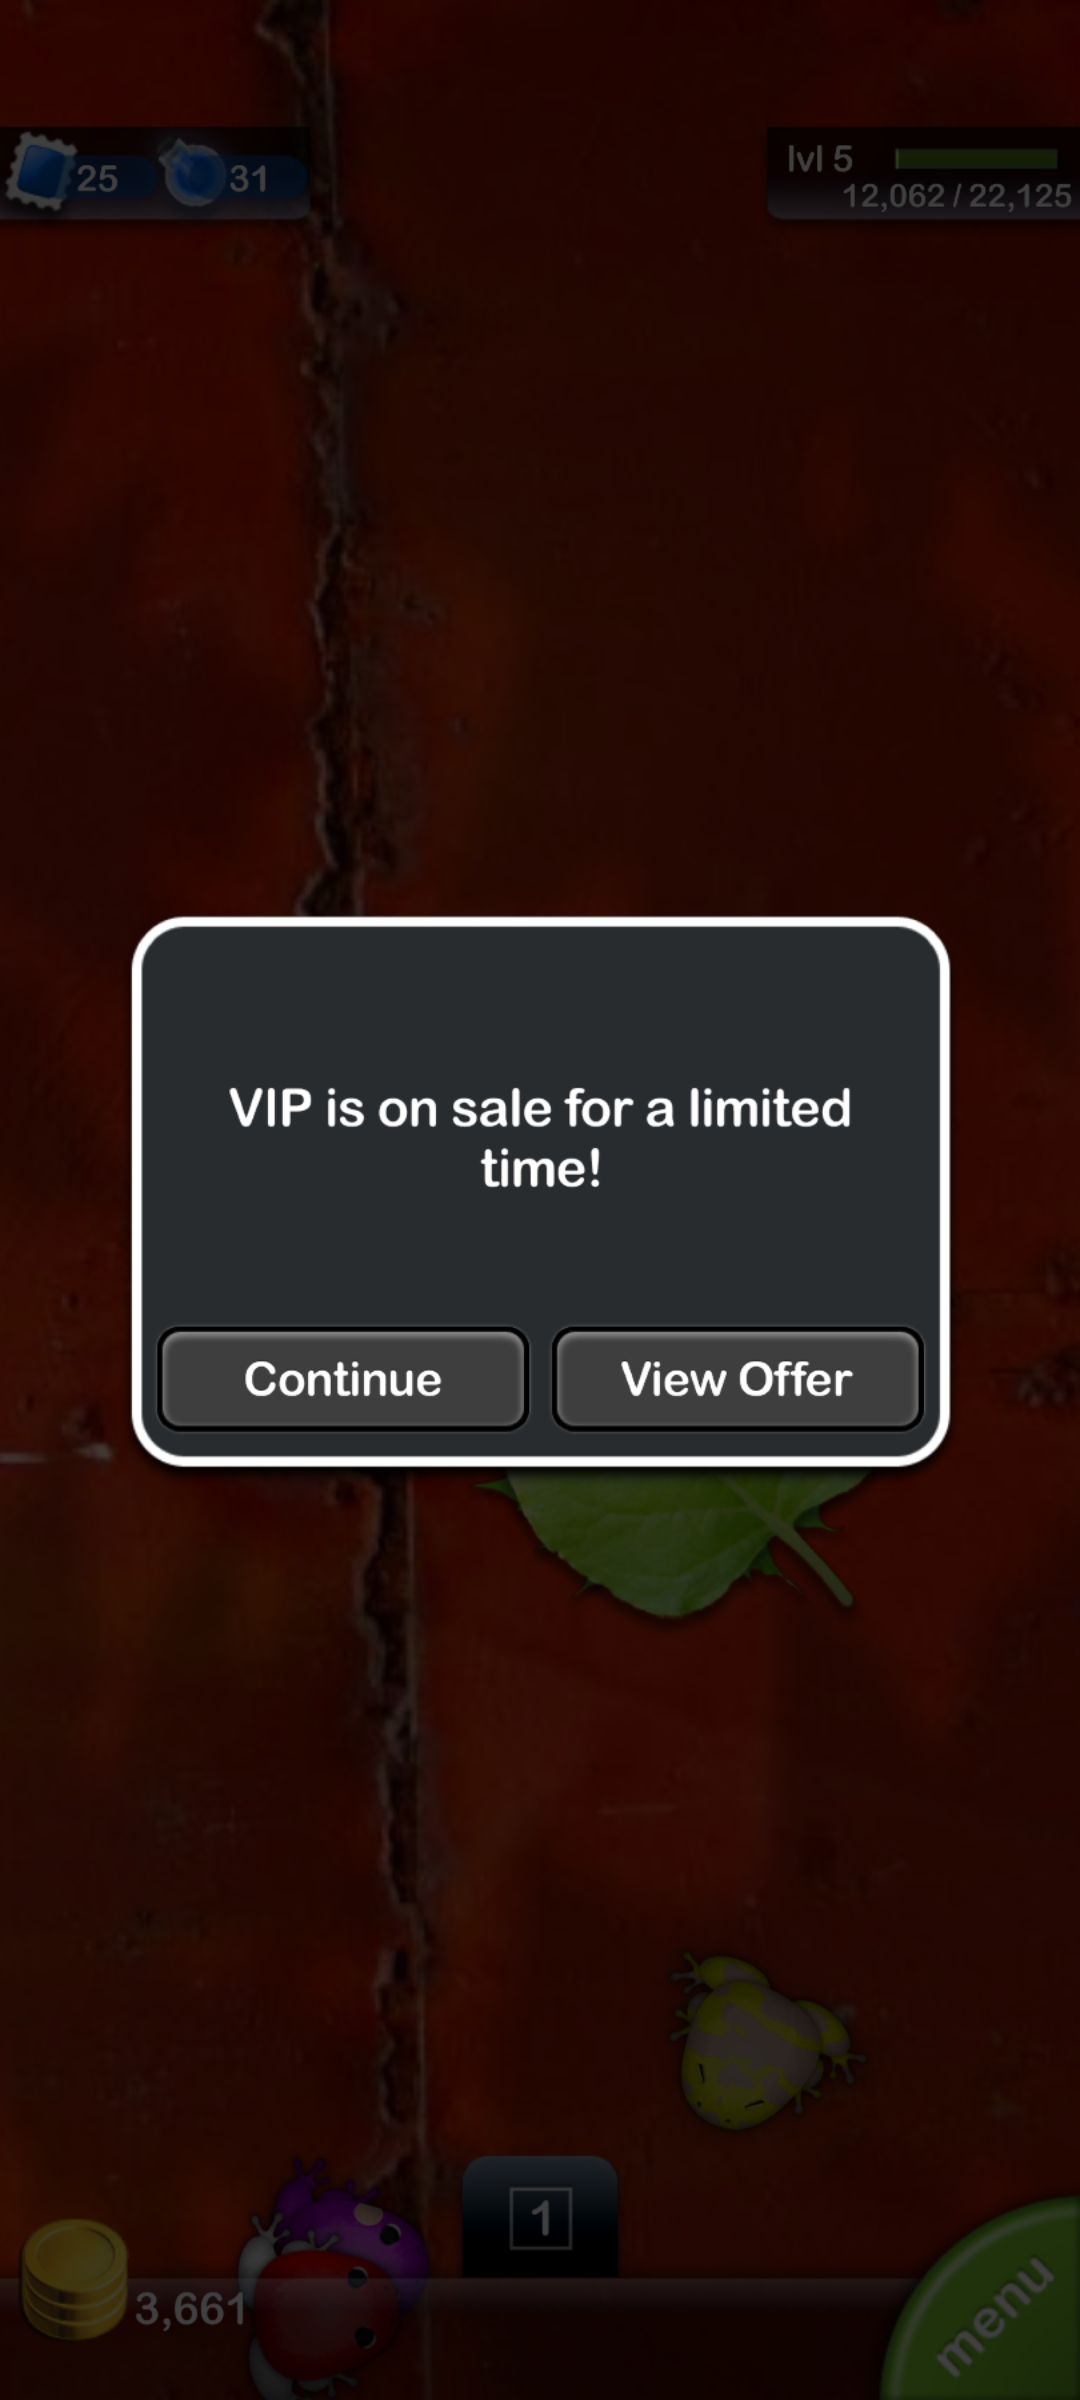 25 31
lvl 5
12,062 / 22,125
VIP is on sale for a limited
time!
Continue View Offer
1
3,661
menu